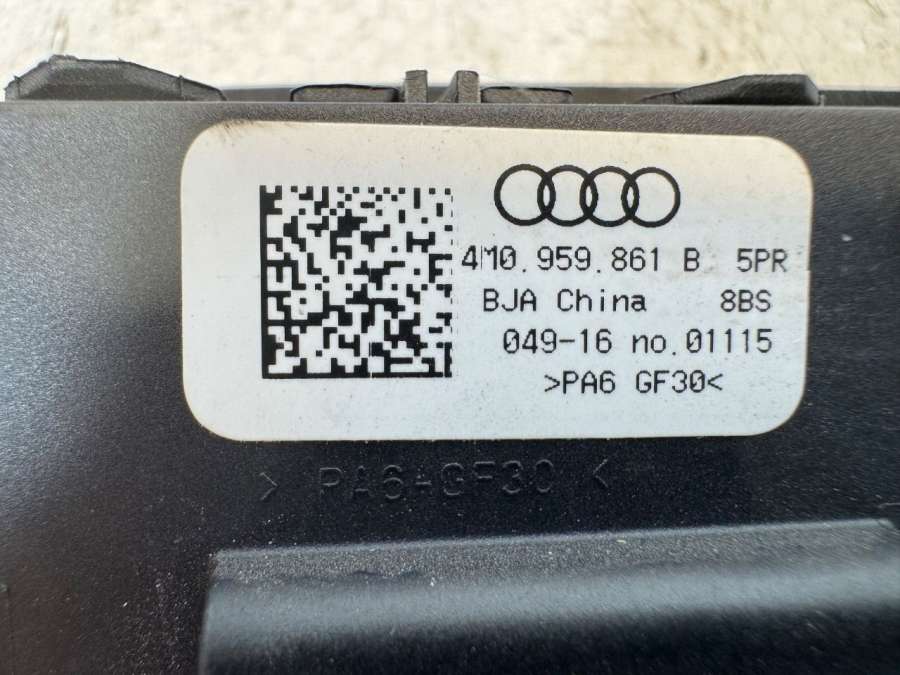 4M0.959.861 B 5PR
BJA China 8BS
049-16 no.01115
>PA6 GF30<
> PA6-GF30 <